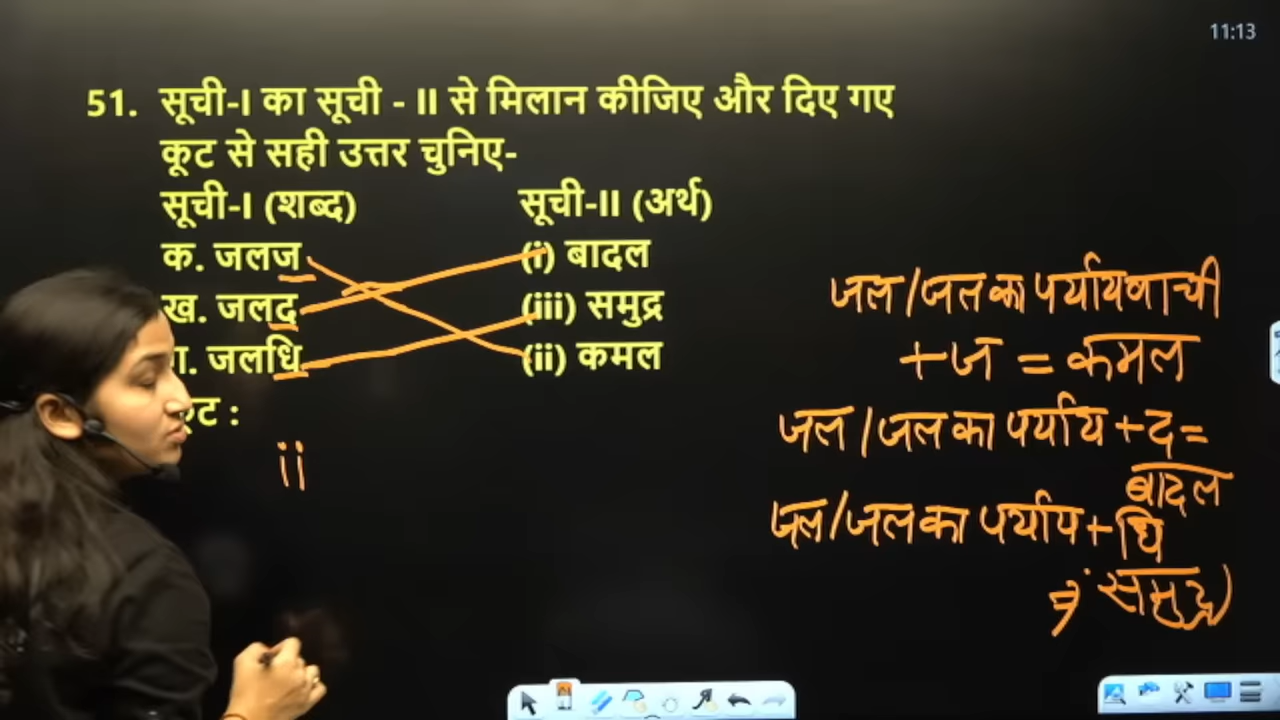 11:13
51. सूची-I का सूची - II से मिलान कीजिए और दिए गए
कूट से सही उत्तर चुनिए-
सूची-I (शब्द) सूची-II (अर्थ)
क. जलज (i) बादल
ख. जलद (iii) समुद्र
ग. जलधि (ii) कमल
कूट :
ii
जल/जल का पर्यायवाची
+ज = कमल
जल/जल का पर्याय+द=
बादल
जल/जल का पर्याय+धि
समुद्र